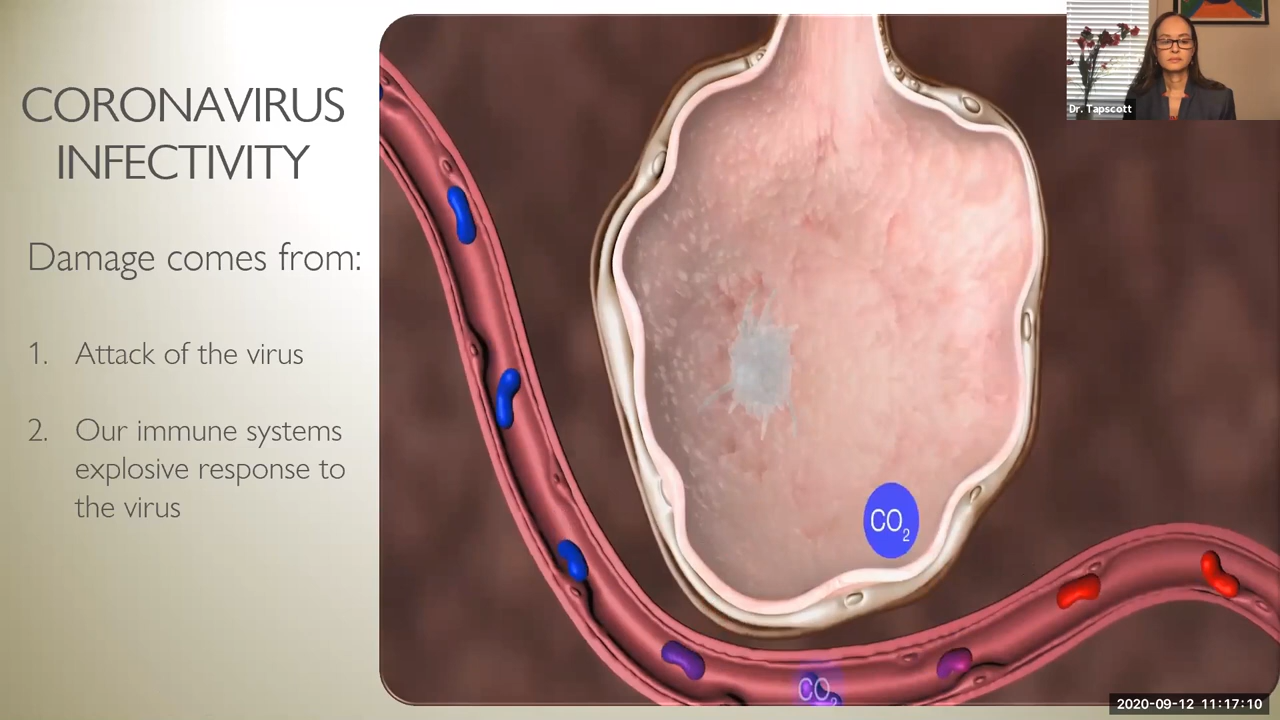 CORONAVIRUS
INFECTIVITY
Damage comes from:
1. Attack of the virus
2. Our immune systems
explosive response to
the virus
CO2
CO2
Dr. Tapscott
2020-09-12 11:17:10